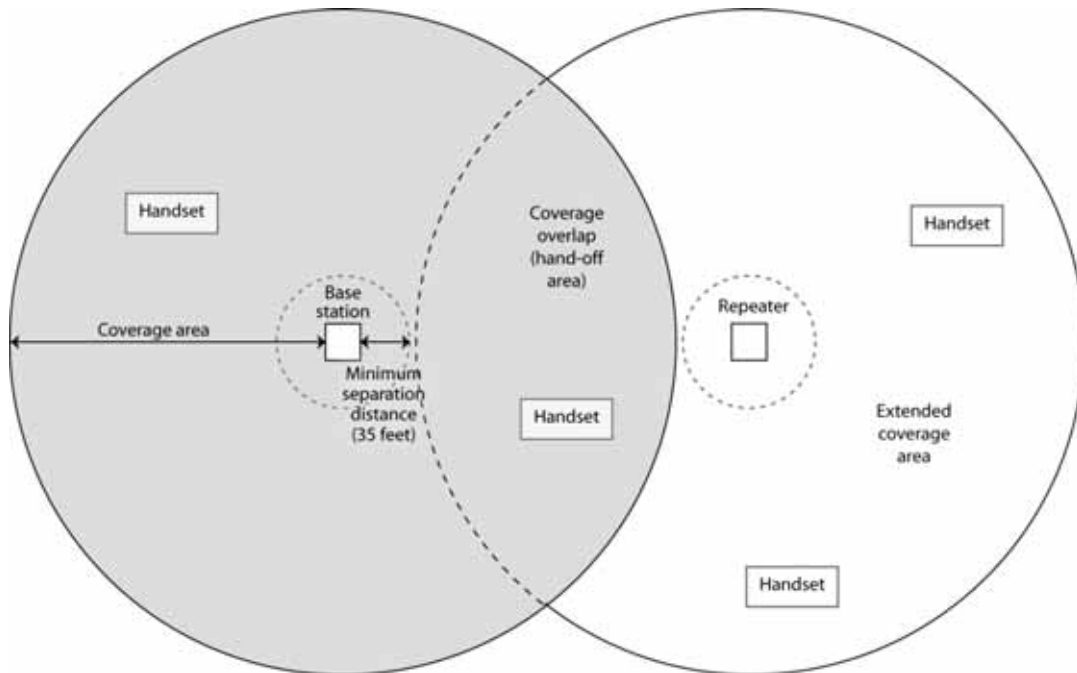 Handset
Base
station
Coverage area
Minimum
separation
distance
(35 feet)
Coverage
overlap
(hand-off
area)
Handset
Handset
Repeater
Extended
coverage
area
Handset